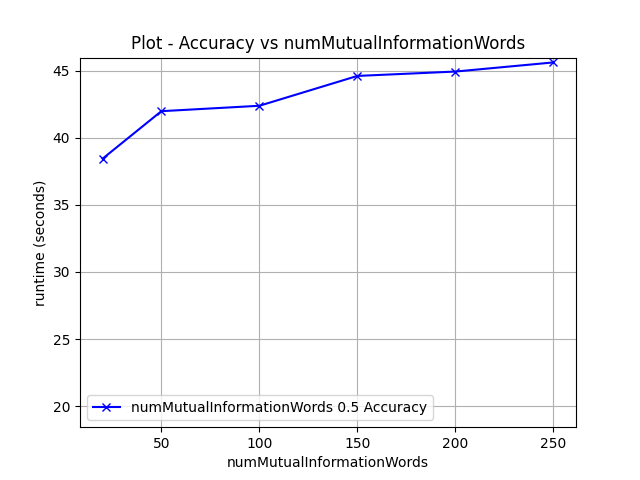 Plot - Accuracy vs numMutualInformationWords
45
40
35
30
25
20
runtime (seconds)
numMutualInformationWords 0.5 Accuracy
50 100 150 200 250
numMutualInformationWords